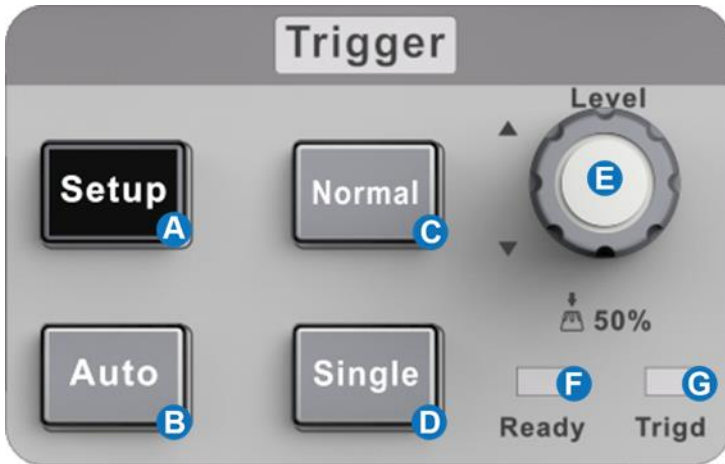 Trigger
Level
Setup
A
Normal
C
E
50%
Auto
B
Single
D
F
G
Ready
Trigd